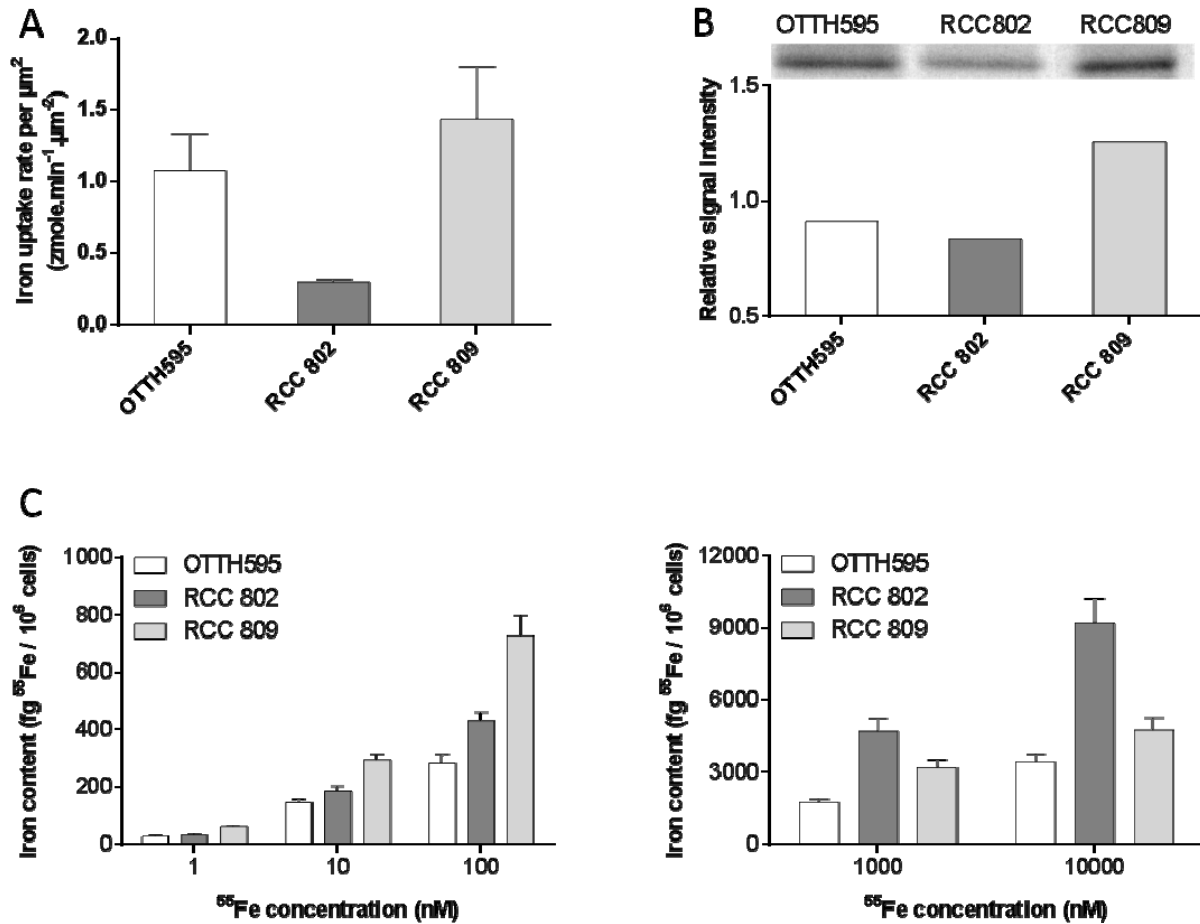 A
Iron uptake rate per µm²
(zmole.min⁻¹.µm⁻²)
2.0
1.5
1.0
0.5
0.0
OTTH595
RCC 802
RCC 809
B
OTTH595 RCC802 RCC809
Relative signal intensity
1.5
1.0
0.5
OTTH595
RCC 802
RCC 809
C
Iron content (fg ⁵⁵Fe / 10⁶ cells)
1000
800
600
400
200
0
OTTH595
RCC 802
RCC 809
1 10 100
⁵⁵Fe concentration (nM)
Iron content (fg ⁵⁵Fe / 10⁶ cells)
12000
9000
6000
3000
0
OTTH595
RCC 802
RCC 809
1000 10000
⁵⁵Fe concentration (nM)